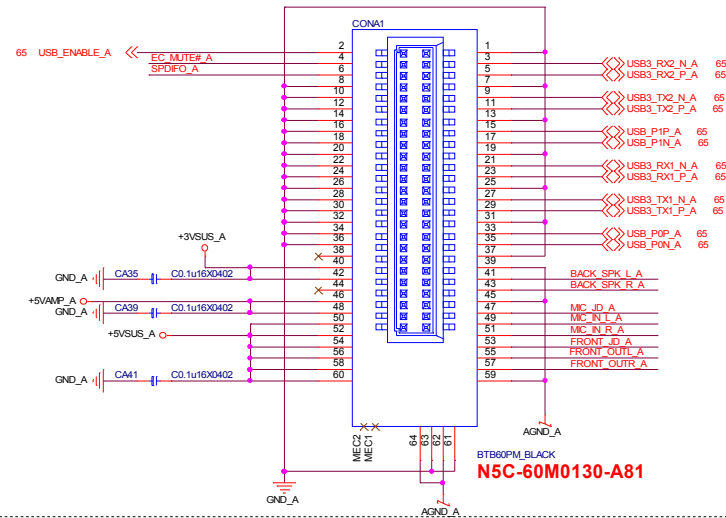 CONA1
65 USB_ENABLE_A 2 1
EC_MUTE#_A 4 3 USB3_RX2_N_A 65
SPDIFO_A 6 5 USB3_RX2_P_A 65
8 7
10 9 USB3_TX2_N_A 65
12 11 USB3_TX2_P_A 65
14 13
16 15 USB_P1P_A 65
18 17 USB_P1N_A 65
20 19
22 21 USB3_RX1_N_A 65
24 23 USB3_RX1_P_A 65
26 25
28 27 USB3_TX1_N_A 65
30 29 USB3_TX1_P_A 65
32 31
34 33 USB_P0P_A 65
+3VSUS_A 36 35 USB_P0N_A 65
38 37
40 39
GND_A CA35 C0.1u16X0402 42 41 BACK_SPK_L_A
44 43 BACK_SPK_R_A
+5VAMP_A 46 45
GND_A CA39 C0.1u16X0402 48 47 MIC_JD_A
50 49 MIC_IN_L_A
+5VSUS_A 52 51 MIC_IN_R_A
54 53 FRONT_JD_A
56 55 FRONT_OUTL_A
58 57 FRONT_OUTR_A
GND_A CA41 C0.1u16X0402 60 59
AGND_A
MEC2 MEC1 64 63 62 61
BTB60PM_BLACK
N5C-60M0130-A81
GND_A
AGND_A